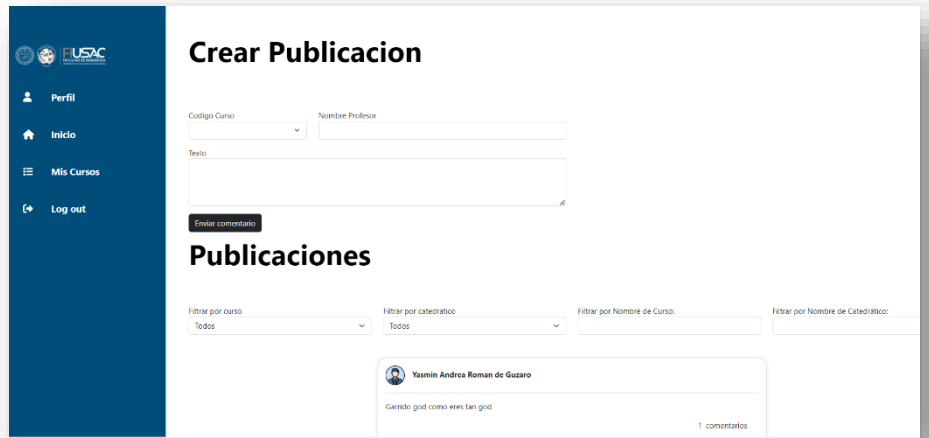 FIUSAC
Perfil
Inicio
Mis Cursos
Log out
Crear Publicacion
Codigo Curso
Nombre Profesor
Texto
Enviar comentario
Publicaciones
Filtrar por curso
Filtrar por catedratico
Filtrar por Nombre de Curso:
Filtrar por Nombre de Catedrático:
Todos
Todos
Yasmin Andrea Roman de Guzaro
Garrido god como eres tan god
1 comentarios